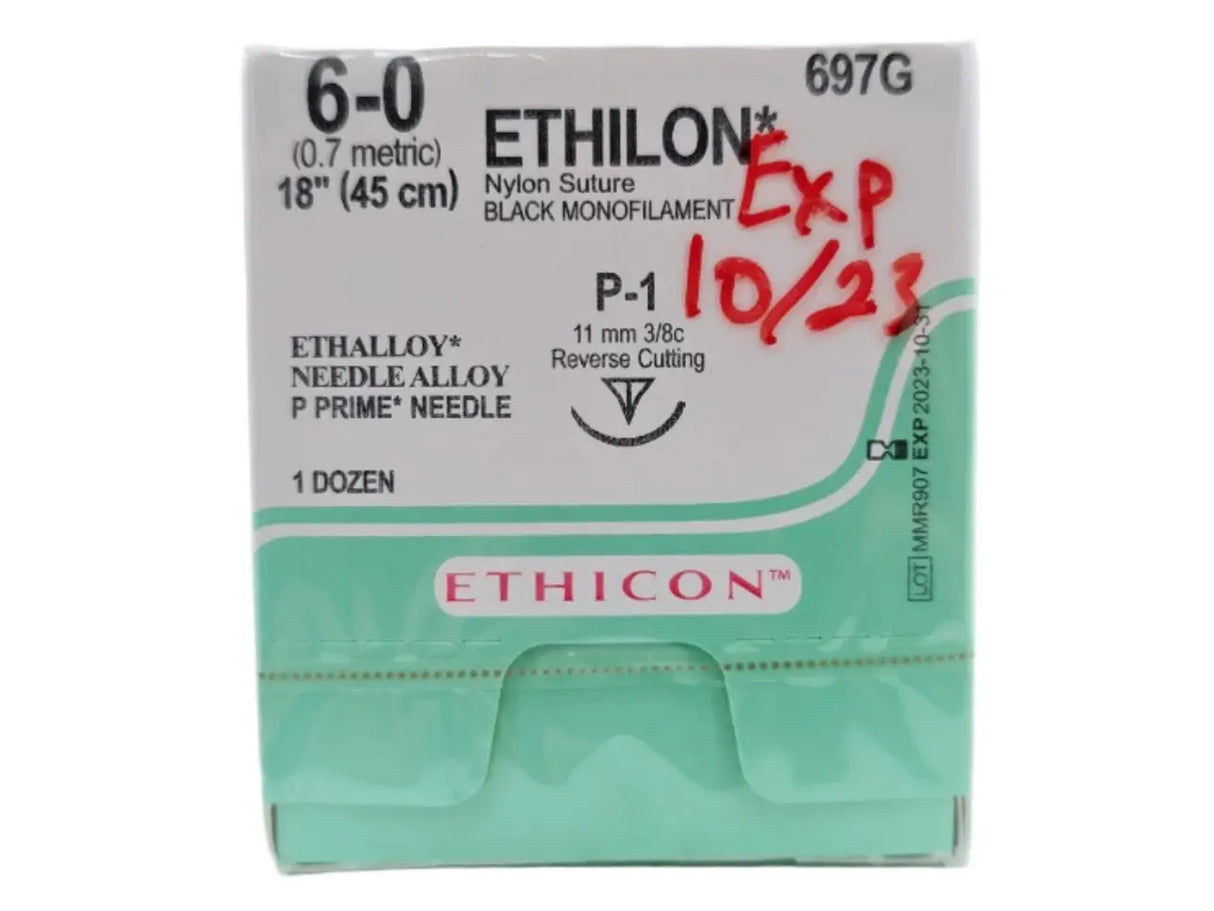 6-0
(0.7 metric)
18" (45 cm)
697G
ETHILON*
Nylon Suture
BLACK MONOFILAMENT
Exp
10/23
P-1
11 mm 3/8c
Reverse Cutting
ETHALLOY*
NEEDLE ALLOY
P PRIME* NEEDLE
1 DOZEN
LOT MMR907 EXP 2023-10-31
ETHICON™